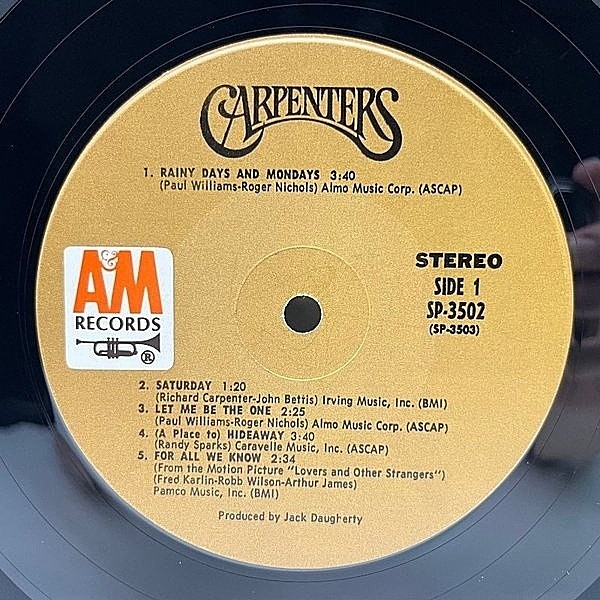 CARPENTERS
1. RAINY DAYS AND MONDAYS 3:40
(Paul Williams-Roger Nichols) Almo Music Corp. (ASCAP)
A&M
RECORDS
®
STEREO
SIDE 1
SP-3502
(SP-3503)
2. SATURDAY 1:20
(Richard Carpenter-John Bettis) Irving Music, Inc. (BMI)
3. LET ME BE THE ONE 2:25
(Paul Williams-Roger Nichols) Almo Music Corp. (ASCAP)
4. (A Place to) HIDEAWAY 3:40
(Randy Sparks) Caravelle Music, Inc. (ASCAP)
5. FOR ALL WE KNOW 2:34
(From the Motion Picture "Lovers and Other Strangers")
(Fred Karlin-Robb Wilson-Arthur James)
Pamco Music, Inc. (BMI)
Produced by Jack Daugherty